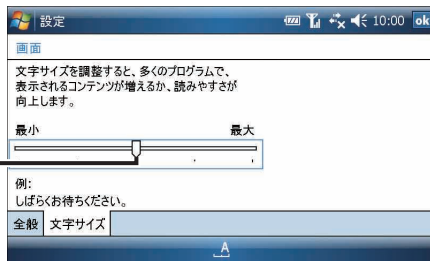 設定 10:00 ok
画面
文字サイズを調整すると、多くのプログラムで、
表示されるコンテンツが増えるか、読みやすさが
向上します。
最小 最大
例:
しばらくお待ちください。
全般 文字サイズ
A